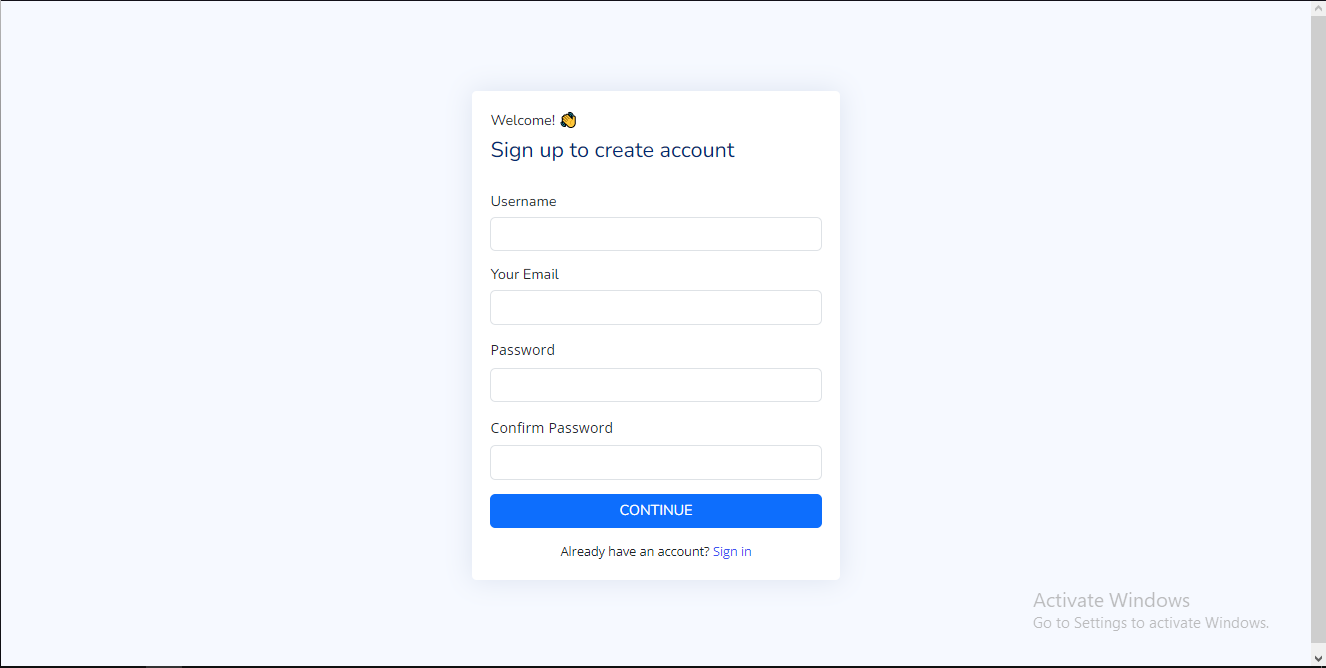 Welcome! 👋
Sign up to create account
Username
Your Email
Password
Confirm Password
CONTINUE
Already have an account? Sign in
Activate Windows
Go to Settings to activate Windows.